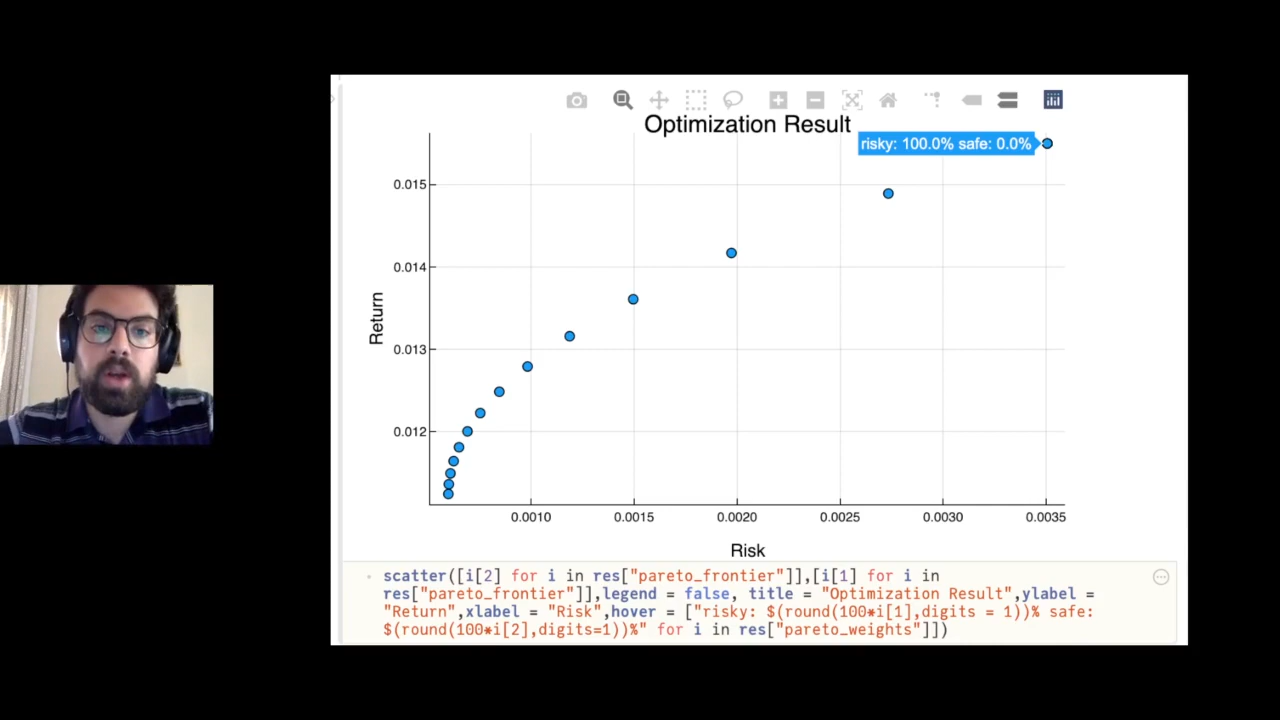 Optimization Result
risky: 100.0% safe: 0.0%
0.015
0.014
0.013
0.012
Return
0.0010 0.0015 0.0020 0.0025 0.0030 0.0035
Risk
scatter([i[2] for i in res["pareto_frontier"]],[i[1] for i in
res["pareto_frontier"]],legend = false, title = "Optimization Result",ylabel =
"Return",xlabel = "Risk",hover = ["risky: $(round(100*i[1],digits = 1))% safe:
$(round(100*i[2],digits=1))%" for i in res["pareto_weights"]])